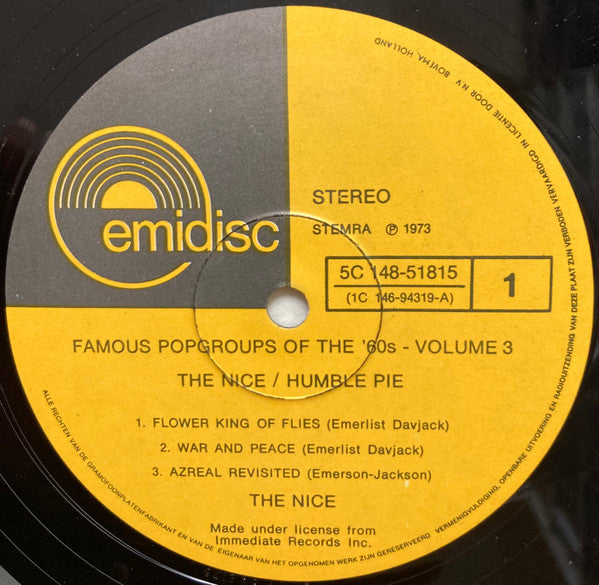 emidisc
STEREO
STEMRA ℗ 1973
5C 148-51815
(1C 146-94319-A)
1
FAMOUS POPGROUPS OF THE '60s - VOLUME 3
THE NICE / HUMBLE PIE
1. FLOWER KING OF FLIES (Emerlist Davjack)
2. WAR AND PEACE (Emerlist Davjack)
3. AZREAL REVISITED (Emerson-Jackson)
THE NICE
Made under license from
Immediate Records Inc.
ALLE RECHTEN VAN DE GRAMOFOONPLATENFABRIKANT EN VAN DE EIGENAAR VAN HET OPGENOMEN WERK ZIJN GERESERVEERD VERMENIGVULDIGING, OPENBARE UITVOERING EN RADIOUITZENDING VAN DEZE PLAAT ZIJN VERBODEN VERVAARDIGD IN LICENTIE DOOR N.V. BOVEMA, HOLLAND